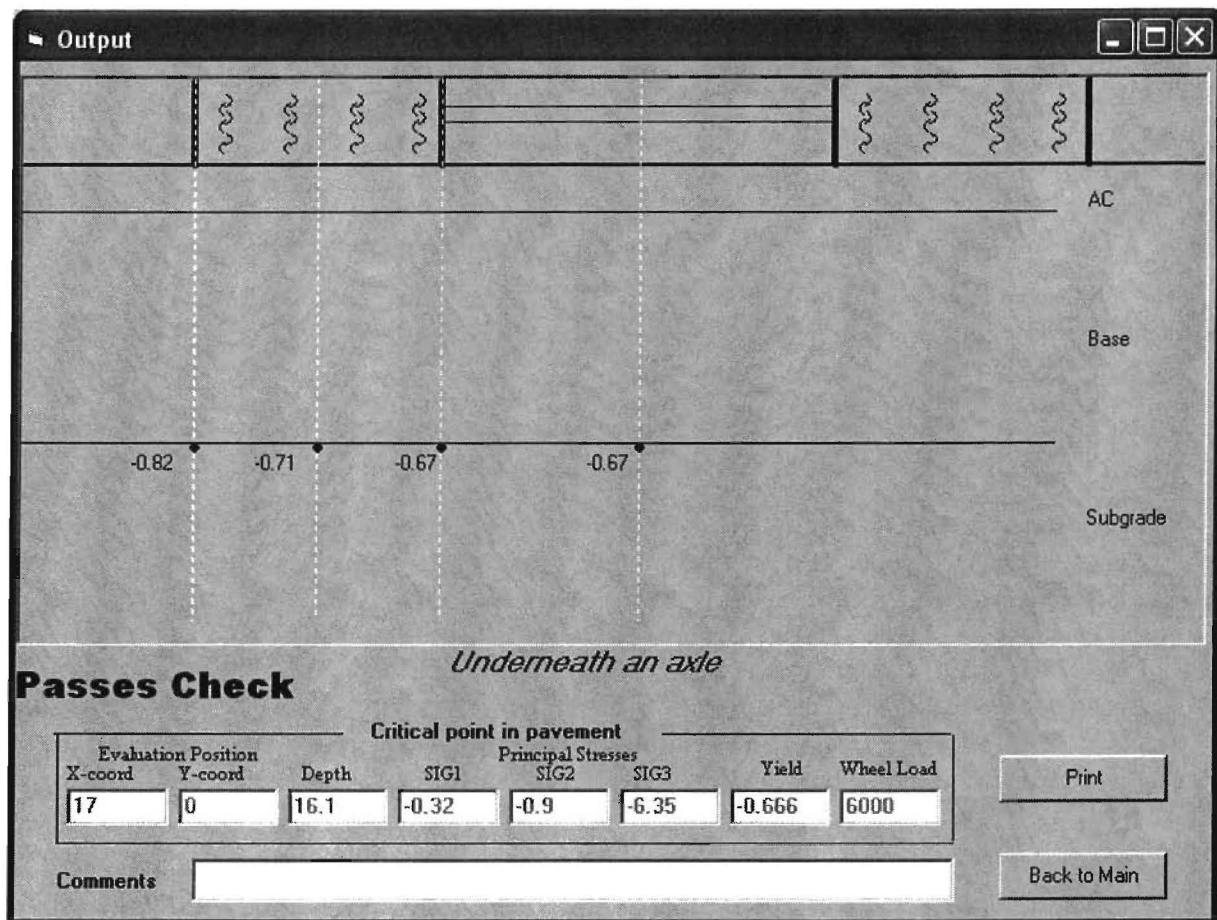 Output
AC
Base
-0.82 -0.71 -0.67 -0.67
Subgrade
Underneath an axle
Passes Check
Critical point in pavement
Evaluation Position Principal Stresses
X-coord Y-coord Depth SIG1 SIG2 SIG3 Yield Wheel Load
17 0 16.1 -0.32 -0.9 -6.35 -0.666 6000
Print
Comments
Back to Main